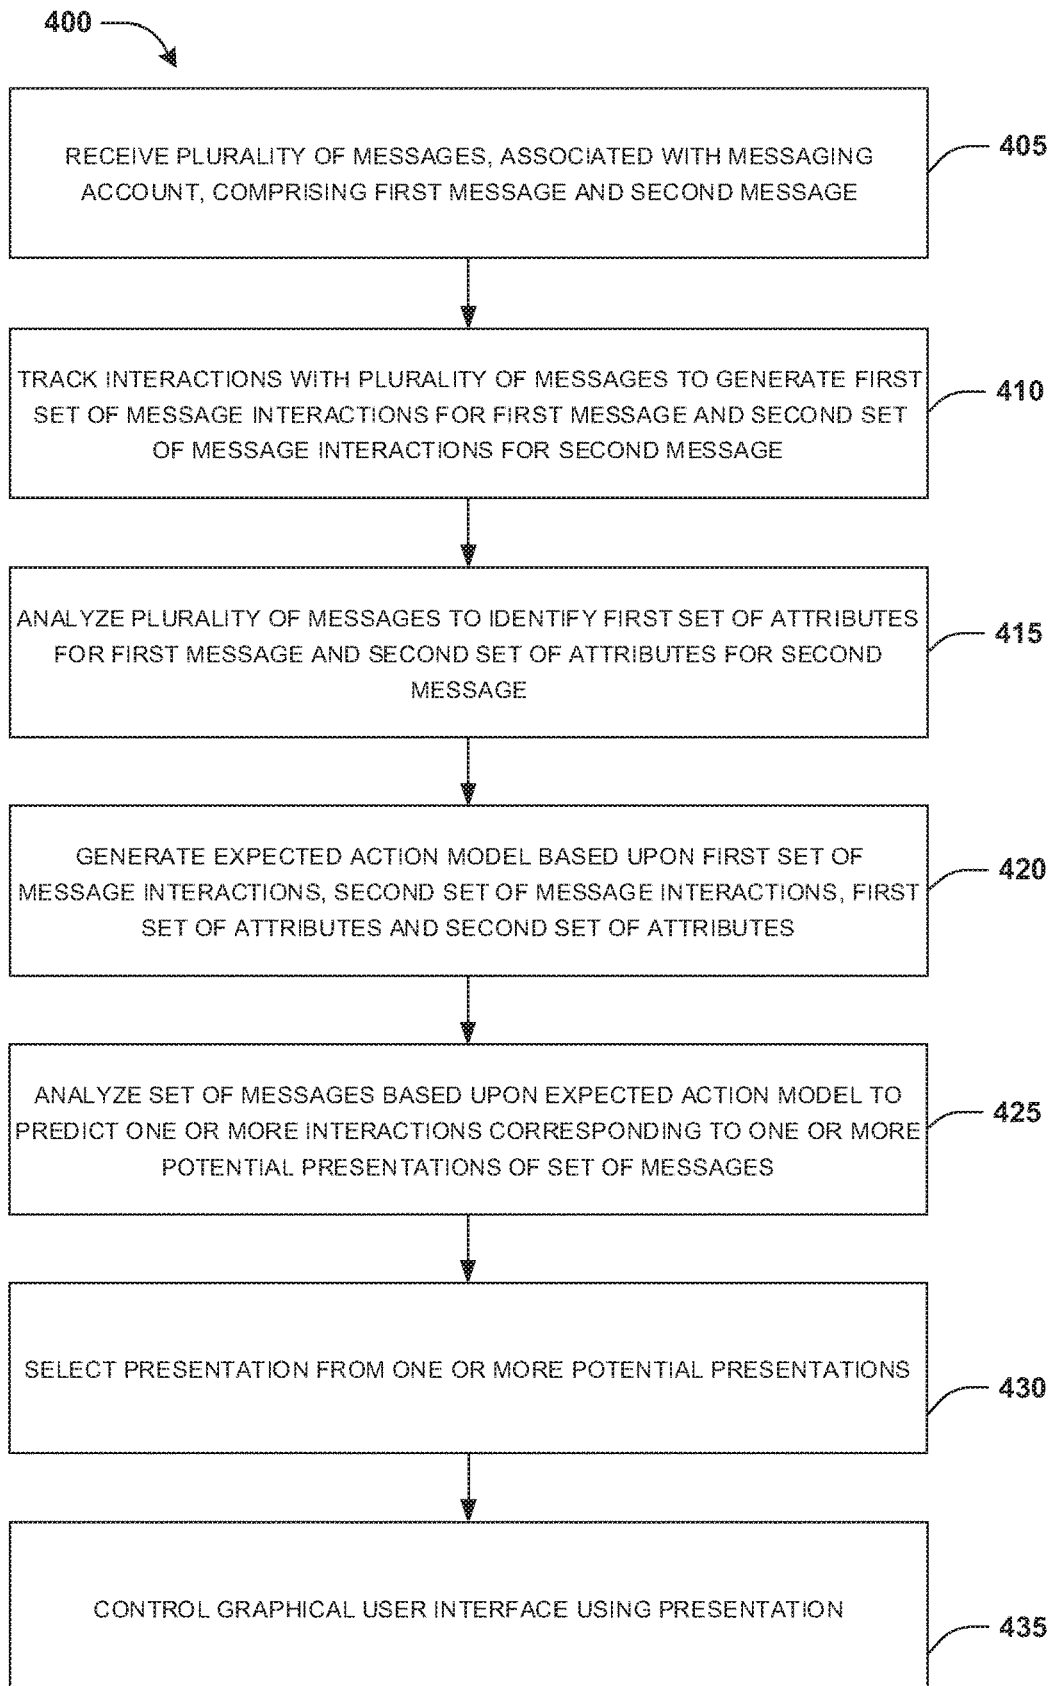 400
RECEIVE PLURALITY OF MESSAGES, ASSOCIATED WITH MESSAGING
ACCOUNT, COMPRISING FIRST MESSAGE AND SECOND MESSAGE
405
TRACK INTERACTIONS WITH PLURALITY OF MESSAGES TO GENERATE FIRST
SET OF MESSAGE INTERACTIONS FOR FIRST MESSAGE AND SECOND SET
OF MESSAGE INTERACTIONS FOR SECOND MESSAGE
410
ANALYZE PLURALITY OF MESSAGES TO IDENTIFY FIRST SET OF ATTRIBUTES
FOR FIRST MESSAGE AND SECOND SET OF ATTRIBUTES FOR SECOND
MESSAGE
415
GENERATE EXPECTED ACTION MODEL BASED UPON FIRST SET OF
MESSAGE INTERACTIONS, SECOND SET OF MESSAGE INTERACTIONS, FIRST
SET OF ATTRIBUTES AND SECOND SET OF ATTRIBUTES
420
ANALYZE SET OF MESSAGES BASED UPON EXPECTED ACTION MODEL TO
PREDICT ONE OR MORE INTERACTIONS CORRESPONDING TO ONE OR MORE
POTENTIAL PRESENTATIONS OF SET OF MESSAGES
425
SELECT PRESENTATION FROM ONE OR MORE POTENTIAL PRESENTATIONS
430
CONTROL GRAPHICAL USER INTERFACE USING PRESENTATION
435